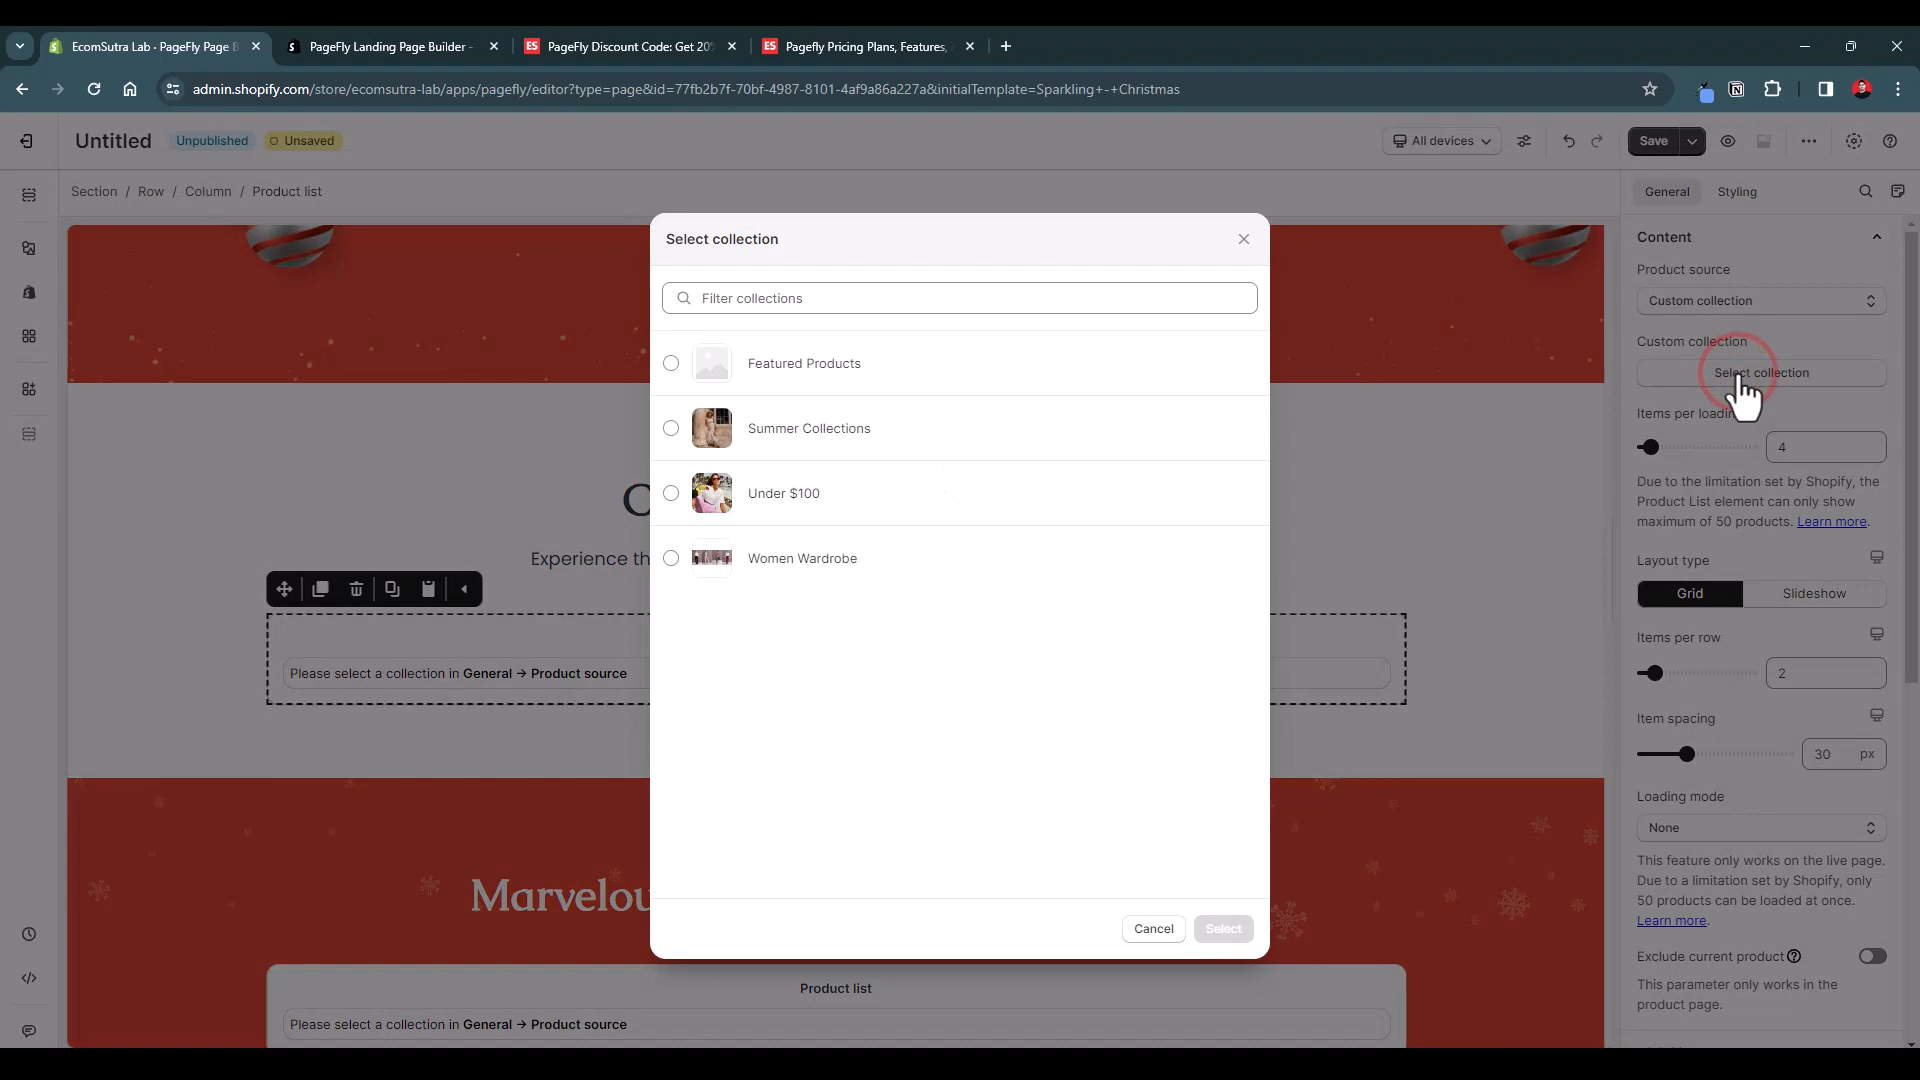 EcomSutra Lab · PageFly Page B
PageFly Landing Page Builder -
ES PageFly Discount Code: Get 20%
ES Pagefly Pricing Plans, Features,
admin.shopify.com/store/ecomsutra-lab/apps/pagefly/editor?type=page&id=77fb2b7f-70bf-4987-8101-4af9a86a227a&initialTemplate=Sparkling+-+Christmas
Untitled Unpublished Unsaved All devices Save
Section / Row / Column / Product list
General Styling
Select collection
Filter collections
Featured Products
Summer Collections
Under $100
Women Wardrobe
Cancel Select
Experience th
Please select a collection in General → Product source
Marvelou
Product list
Please select a collection in General → Product source
Content
Product source
Custom collection
Custom collection
Select collection
Items per loading
4
Due to the limitation set by Shopify, the
Product List element can only show
maximum of 50 products. Learn more.
Layout type
Grid Slideshow
Items per row
2
Item spacing
30 px
Loading mode
None
This feature only works on the live page.
Due to a limitation set by Shopify, only
50 products can be loaded at once.
Learn more.
Exclude current product
This parameter only works in the
product page.